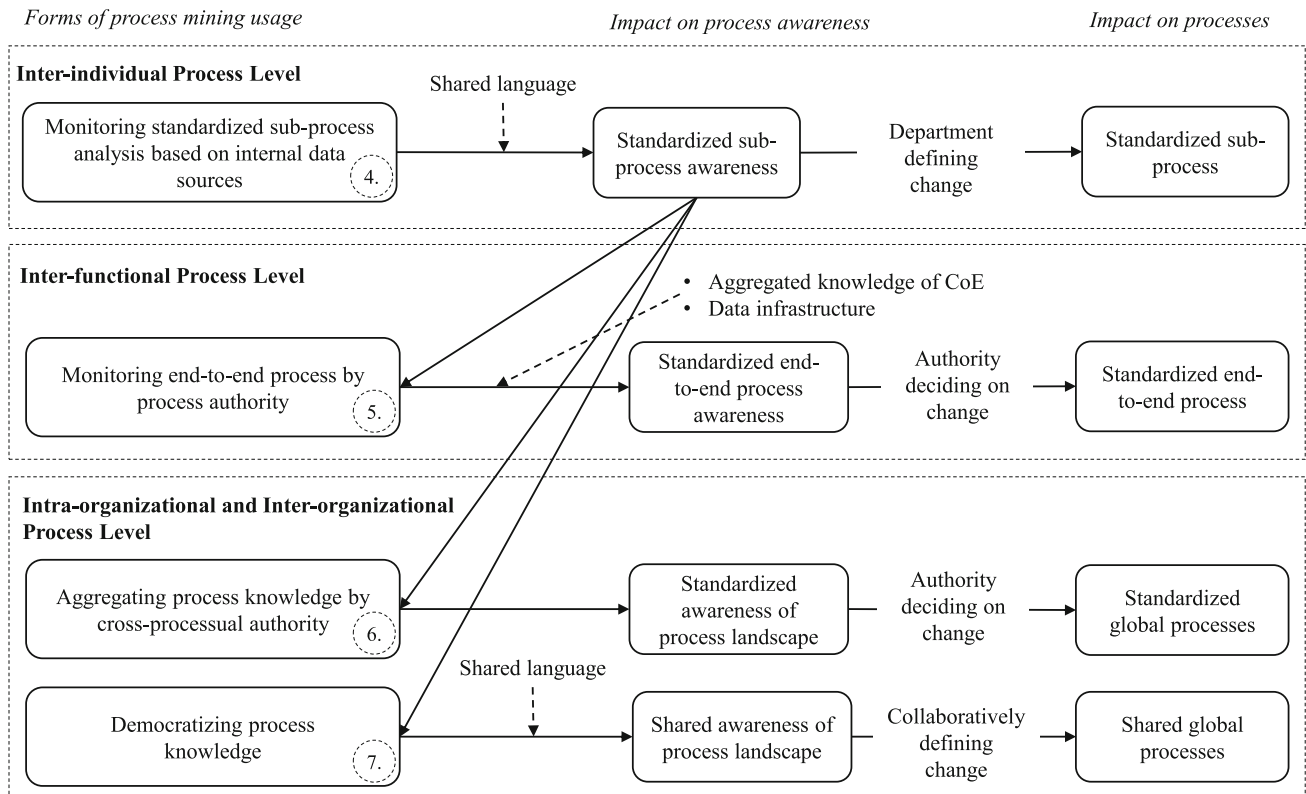 Forms of process mining usage
Impact on process awareness
Impact on processes
Inter-individual Process Level
Shared language
Monitoring standardized sub-process
analysis based on internal data
sources
4.
Standardized sub-
process awareness
Department
defining
change
Standardized sub-
process
Inter-functional Process Level
• Aggregated knowledge of CoE
• Data infrastructure
Monitoring end-to-end process by
process authority
5.
Standardized end-
to-end process
awareness
Authority
deciding on
change
Standardized end-
to-end process
Intra-organizational and Inter-organizational
Process Level
Aggregating process knowledge by
cross-processual authority
6.
Standardized
awareness of
process landscape
Authority
deciding on
change
Standardized
global processes
Shared language
Democratizing process
knowledge
7.
Shared awareness of
process landscape
Collaboratively
defining
change
Shared global
processes